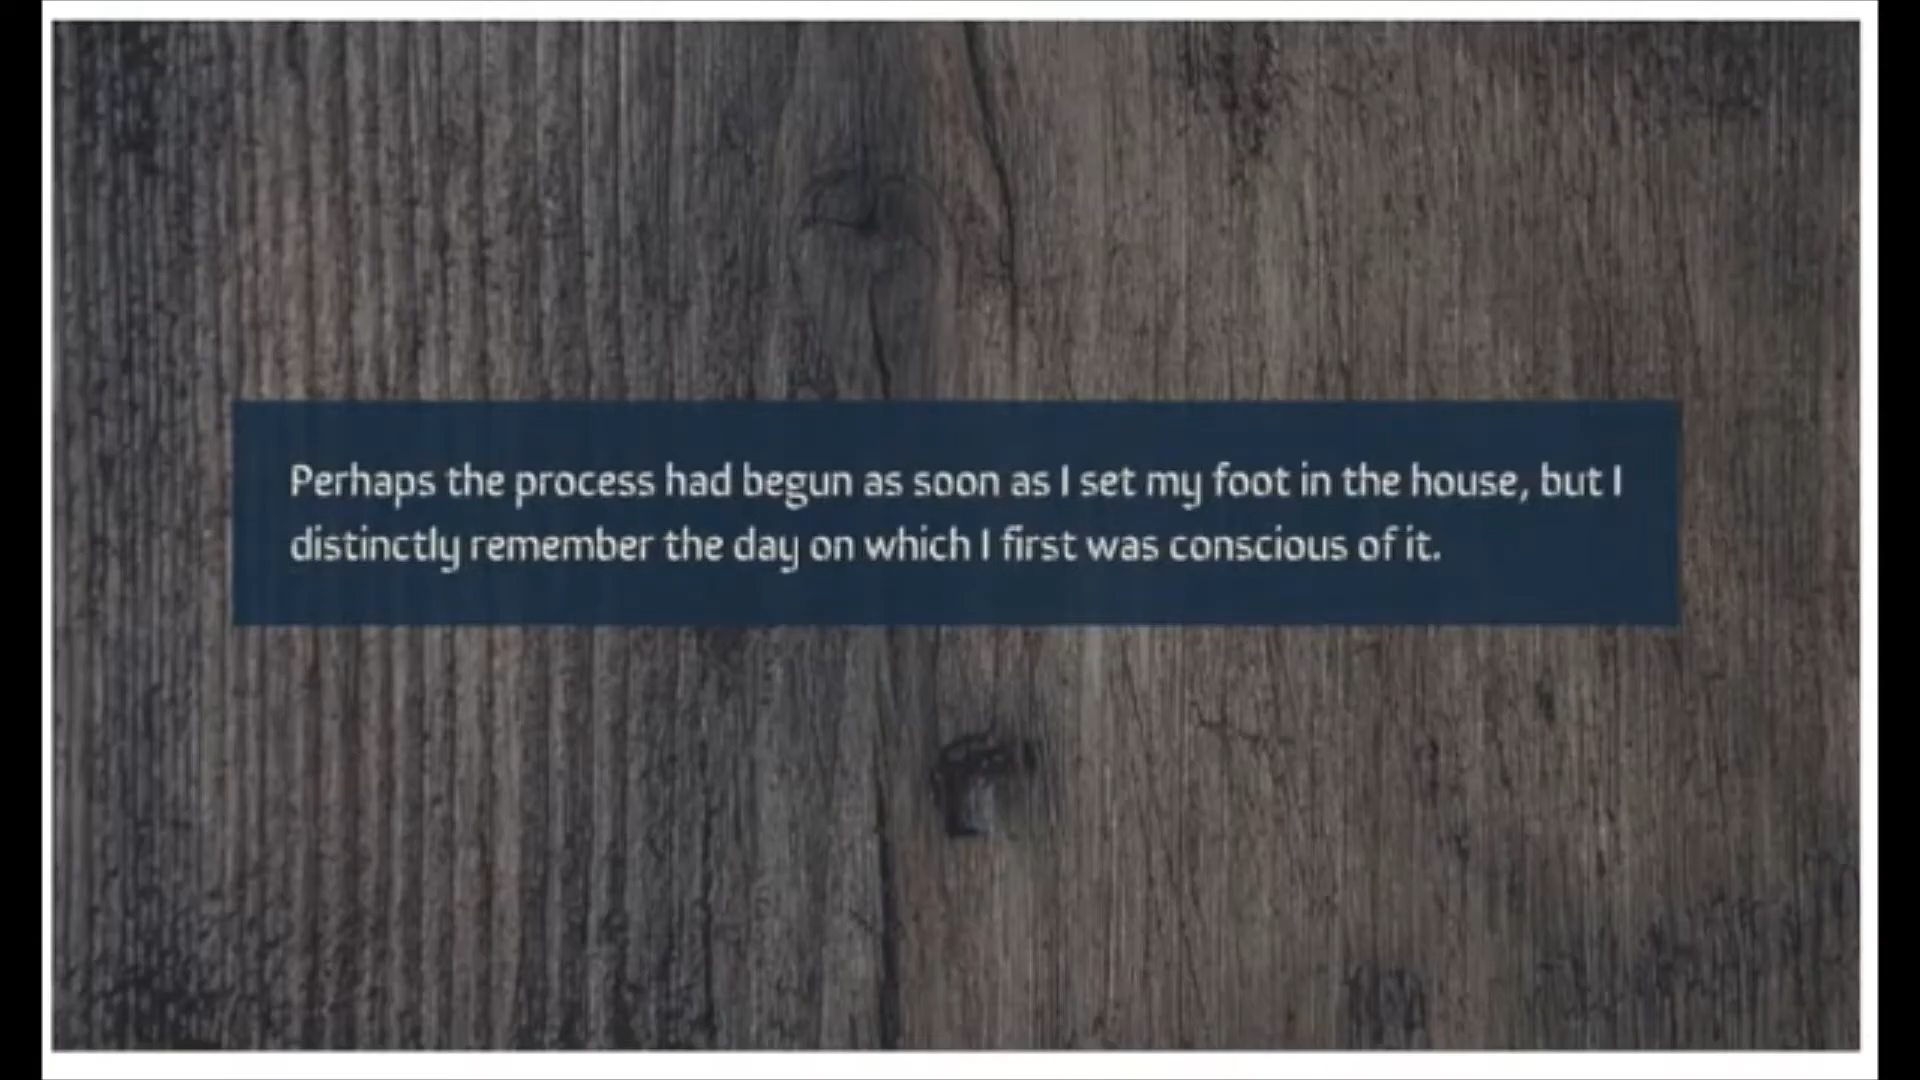 Perhaps the process had begun as soon as I set my foot in the house, but I
distinctly remember the day on which I first was conscious of it.